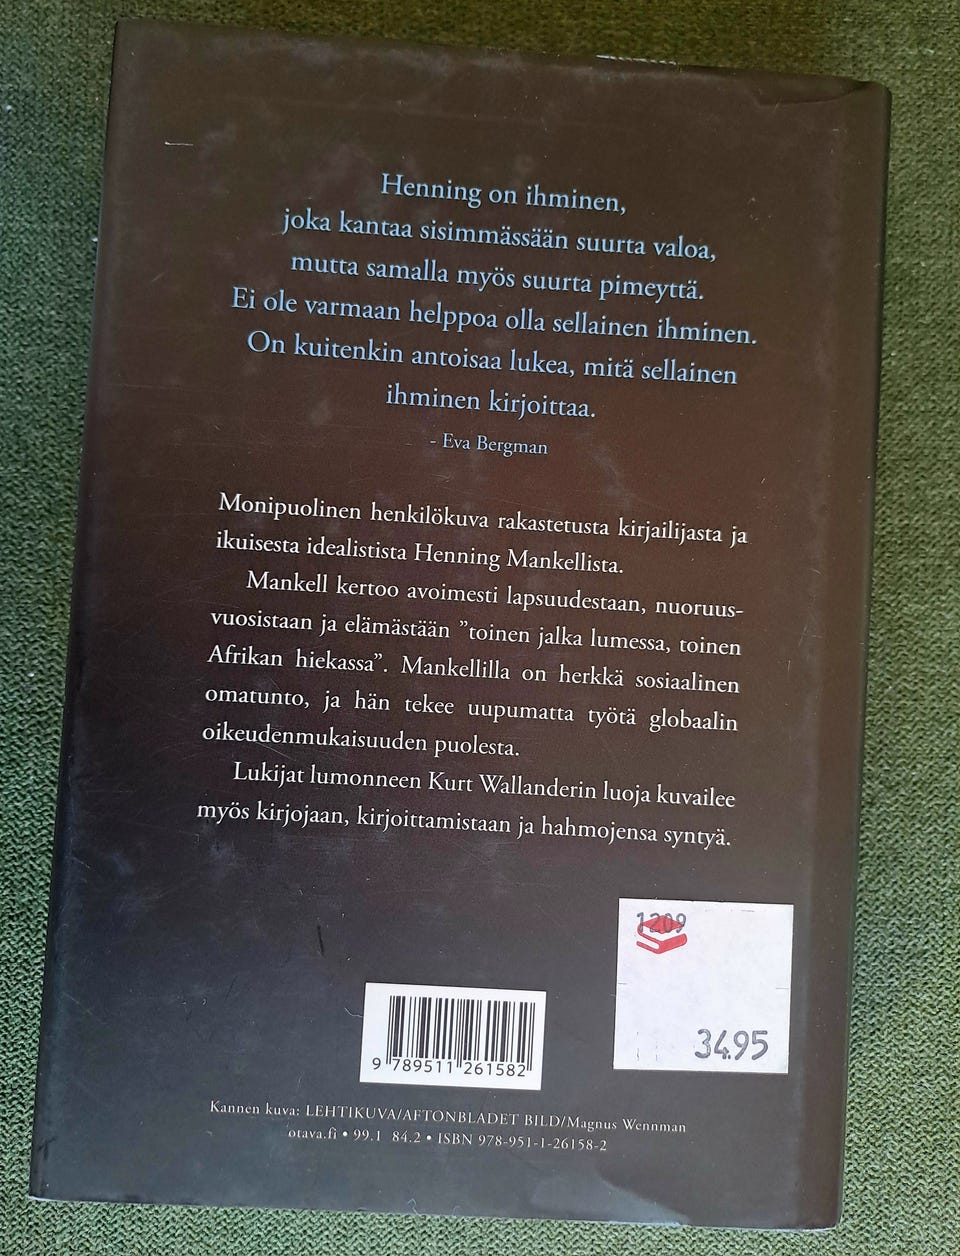 Henning on ihminen,
joka kantaa sisimmässään suurta valoa,
mutta samalla myös suurta pimeyttä.
Ei ole varmaan helppoa olla sellainen ihminen.
On kuitenkin antoisaa lukea, mitä sellainen
ihminen kirjoittaa.
- Eva Bergman
Monipuolinen henkilökuva rakastetusta kirjailijasta ja
ikuisesta idealistista Henning Mankellista.
Mankell kertoo avoimesti lapsuudestaan, nuoruus-
vuosistaan ja elämästään ”toinen jalka lumessa, toinen
Afrikan hiekassa”. Mankellilla on herkkä sosiaalinen
omatunto, ja hän tekee uupumatta työtä globaalin
oikeudenmukaisuuden puolesta.
Lukijat lumonneen Kurt Wallanderin luoja kuvailee
myös kirjojaan, kirjoittamistaan ja hahmojensa syntyä.
1209
34.95
9 789511 261582
Kannen kuva: LEHTIKUVA/AFTONBLADET BILD/Magnus Wennman
otava.fi • 99.1 84.2 • ISBN 978-951-1-26158-2